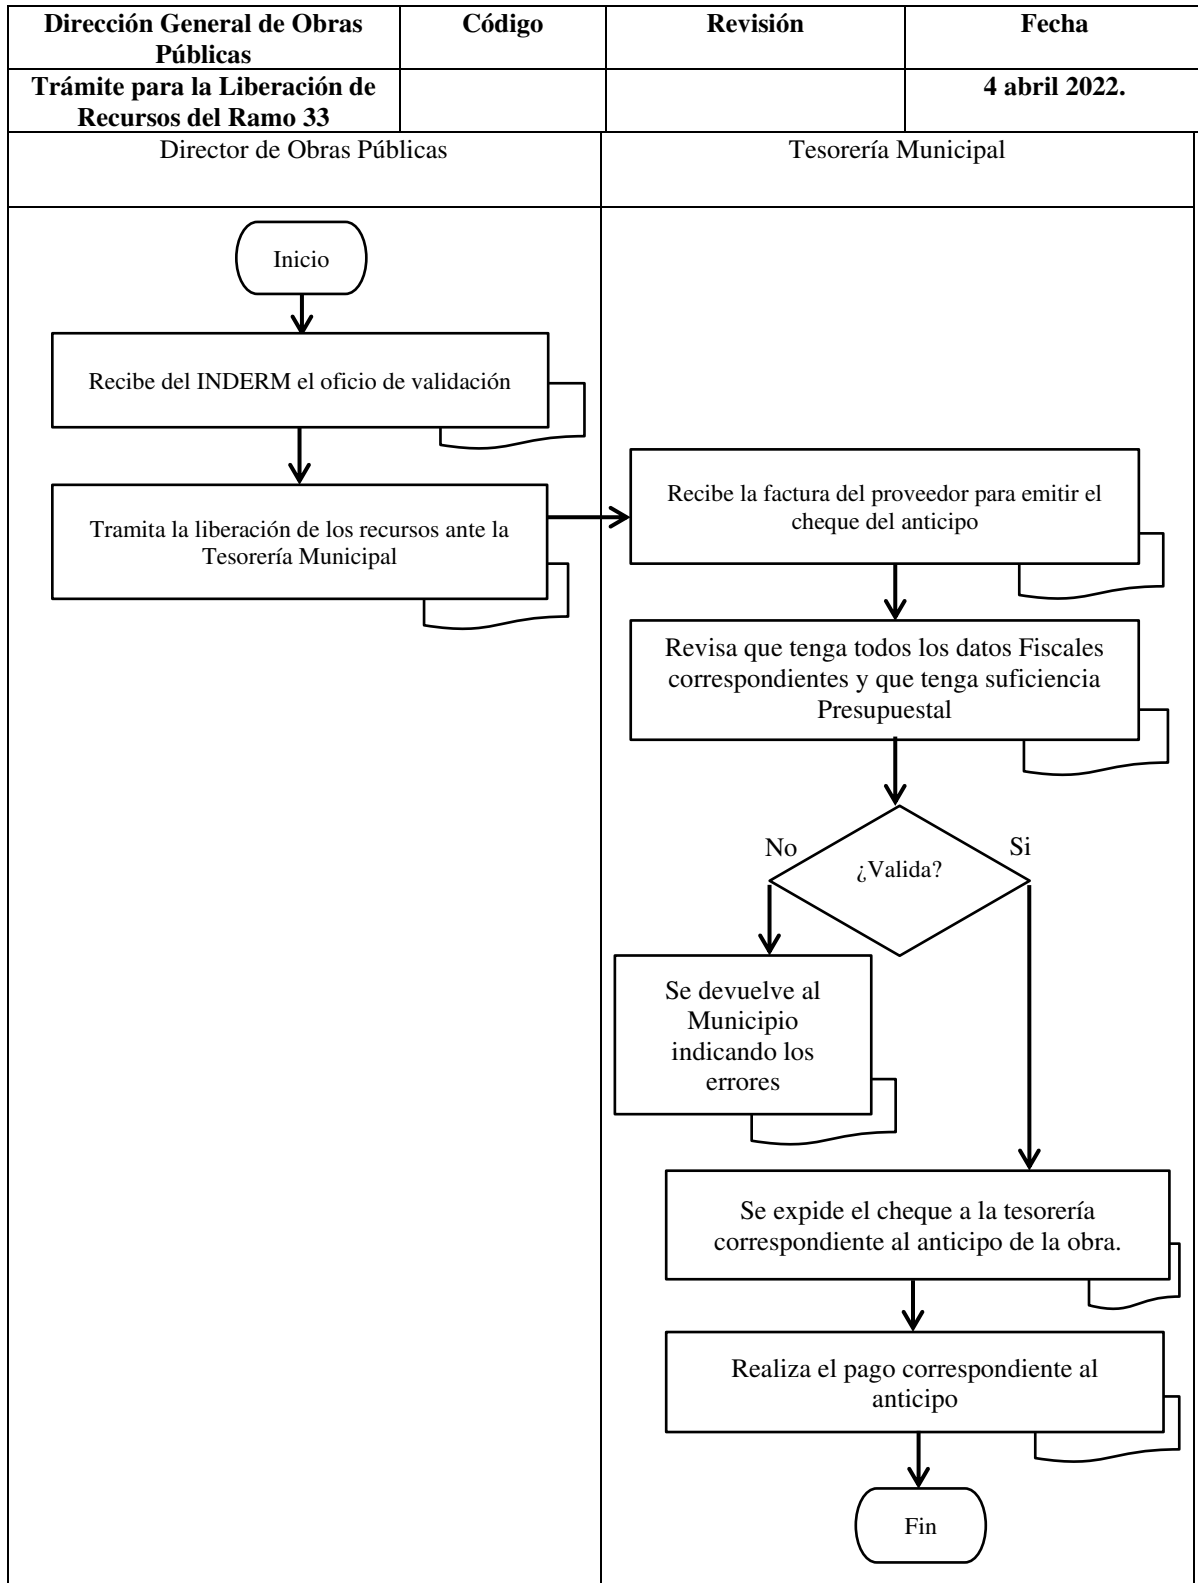 Dirección General de Obras
Públicas
Código
Revisión
Fecha
Trámite para la Liberación de
Recursos del Ramo 33
4 abril 2022.
Director de Obras Públicas
Tesorería Municipal
Inicio
Recibe del INDERM el oficio de validación
Tramita la liberación de los recursos ante la
Tesorería Municipal
Recibe la factura del proveedor para emitir el
cheque del anticipo
Revisa que tenga todos los datos Fiscales
correspondientes y que tenga suficiencia
Presupuestal
¿Valida?
No
Si
Se devuelve al
Municipio
indicando los
errores
Se expide el cheque a la tesorería
correspondiente al anticipo de la obra.
Realiza el pago correspondiente al
anticipo
Fin